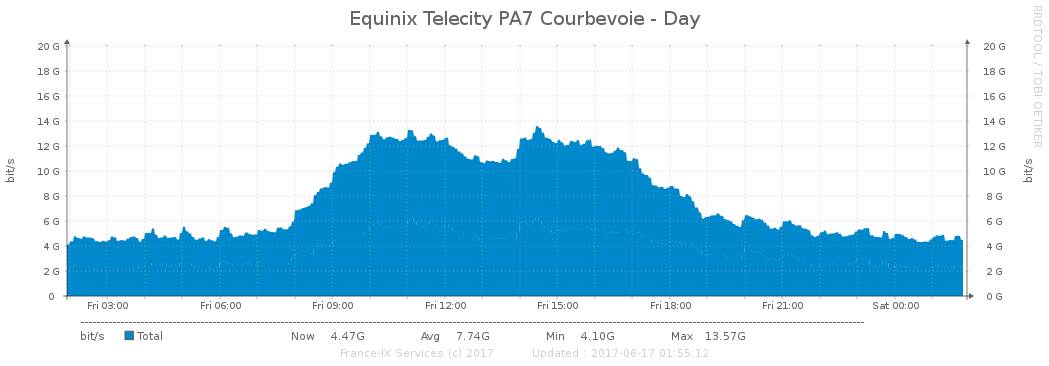 Equinix Telecity PA7 Courbevoie - Day
RRDTOOL / TOBI OETIKER
20 G 20 G
18 G 18 G
16 G 16 G
14 G 14 G
12 G 12 G
10 G 10 G
8 G 8 G
6 G 6 G
4 G 4 G
2 G 2 G
0 0 G
bit/s bit/s
Fri 03:00 Fri 06:00 Fri 09:00 Fri 12:00 Fri 15:00 Fri 18:00 Fri 21:00 Sat 00:00
bit/s Total Now 4.47G Avg 7.74G Min 4.10G Max 13.57G
France-IX Services (c) 2017 Updated : 2017-06-17 01:55:12